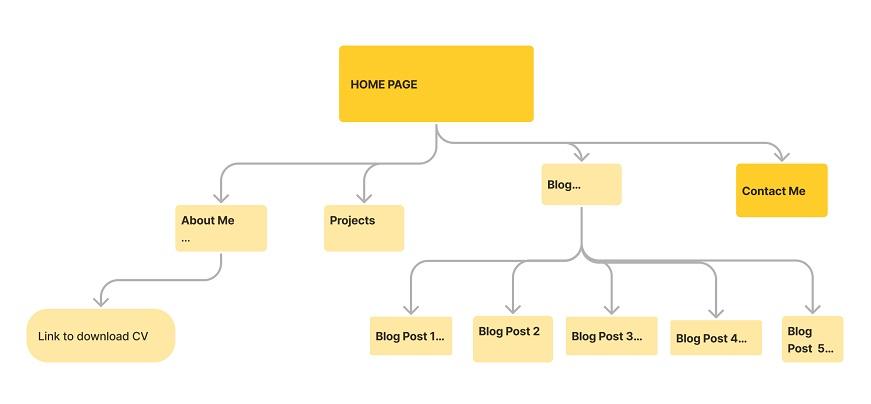 HOME PAGE
Blog...
Contact Me
About Me
...
Projects
Link to download CV
Blog Post 1...
Blog Post 2
Blog Post 3...
Blog Post 4...
Blog
Post  5...